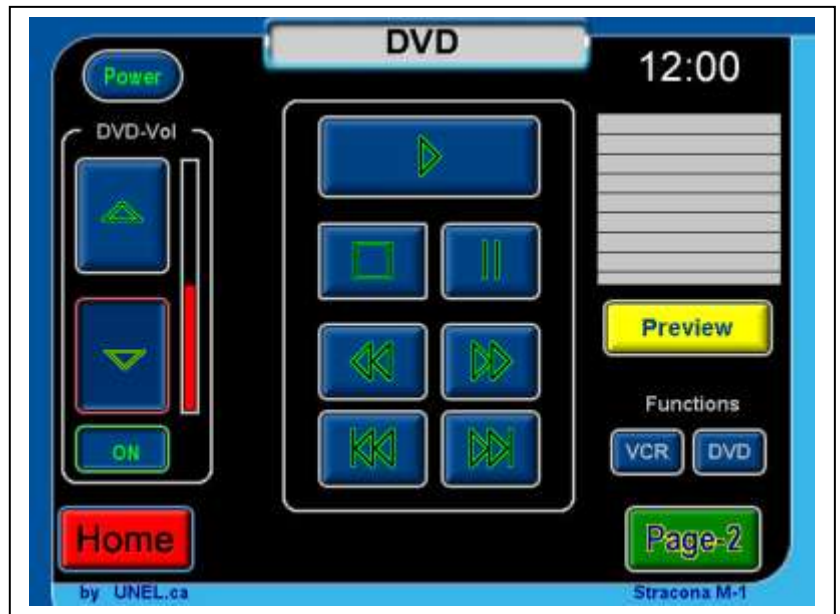 DVD
Power
12:00
DVD-Vol
ON
Preview
Functions
VCR DVD
Home
Page-2
by UNEL.ca
Stracona M-1